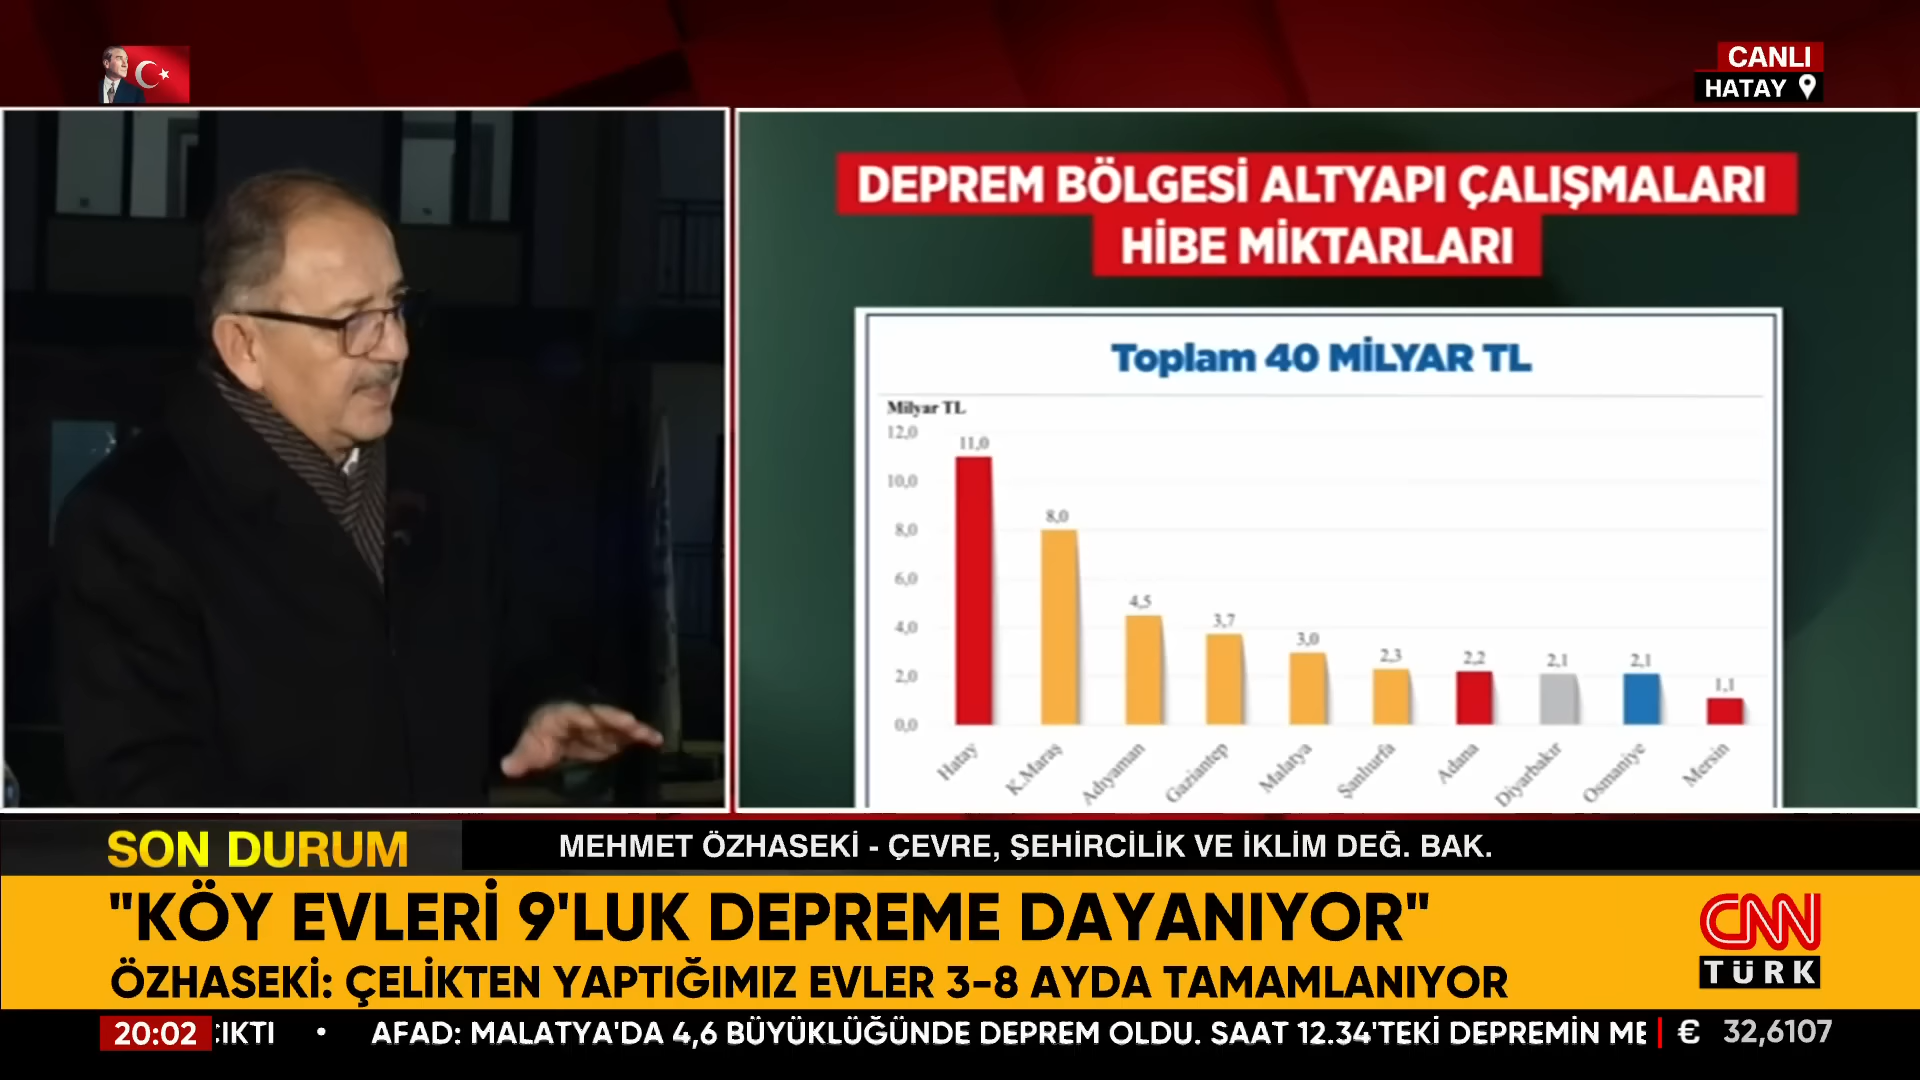 CANLI
HATAY
DEPREM BÖLGESİ ALTYAPI ÇALIŞMALARI
HİBE MİKTARLARI
Toplam 40 MİLYAR TL
Milyar TL
12,0
10,0
8,0
6,0
4,0
2,0
0,0
11,0
8,0
4,5
3,7
3,0
2,3
2,2
2,1
2,1
1,1
Hatay
K.Maraş
Adıyaman
Gaziantep
Malatya
Şanlıurfa
Adana
Diyarbakır
Osmaniye
Mersin
SON DURUM
MEHMET ÖZHASEKİ - ÇEVRE, ŞEHİRCİLİK VE İKLİM DEĞ. BAK.
"KÖY EVLERİ 9'LUK DEPREME DAYANIYOR"
ÖZHASEKİ: ÇELİKTEN YAPTIĞIMIZ EVLER 3-8 AYDA TAMAMLANIYOR
CNN
TÜRK
20:02 ÇIKTI • AFAD: MALATYA'DA 4,6 BÜYÜKLÜĞÜNDE DEPREM OLDU. SAAT 12.34'TEKİ DEPREMİN ME € 32,6107